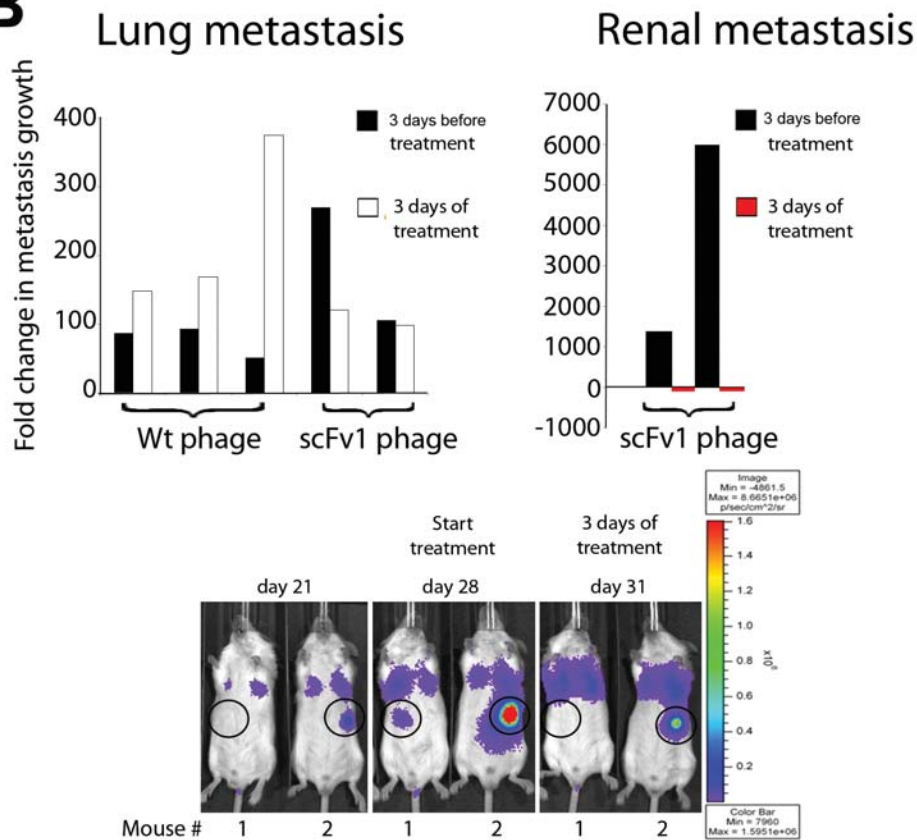 B
Lung metastasis
Renal metastasis
Fold change in metastasis growth
400
300
200
100
0
3 days before
treatment
3 days of
treatment
Wt phage
scFv1 phage
7000
6000
5000
4000
3000
2000
1000
0
-1000
3 days before
treatment
3 days of
treatment
scFv1 phage
Start
treatment
3 days of
treatment
day 21
day 28
day 31
Mouse #
1
2
1
2
1
2
Image
Min = -4861.5
Max = 8.6651e+06
p/sec/cm^2/sr
1.6
1.4
1.2
1.0
0.8
0.6
0.4
0.2
Color Bar
Min = 7960
Max = 1.5951e+06